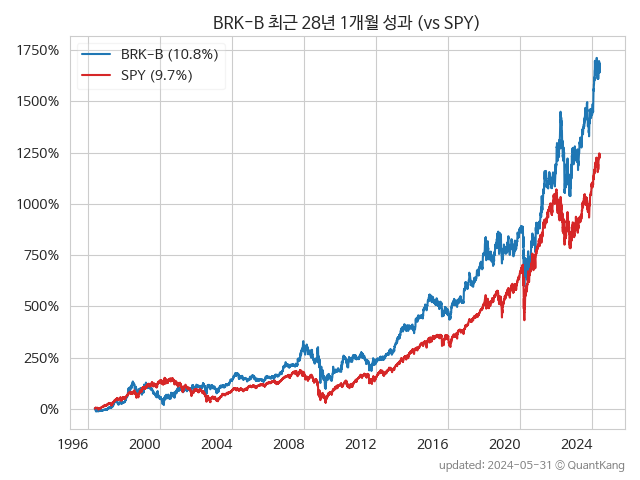 BRK-B 최근 28년 1개월 성과 (vs SPY)
BRK-B (10.8%)
SPY (9.7%)
1750%
1500%
1250%
1000%
750%
500%
250%
0%
1996 2000 2004 2008 2012 2016 2020 2024
updated: 2024-05-31 © QuantKang